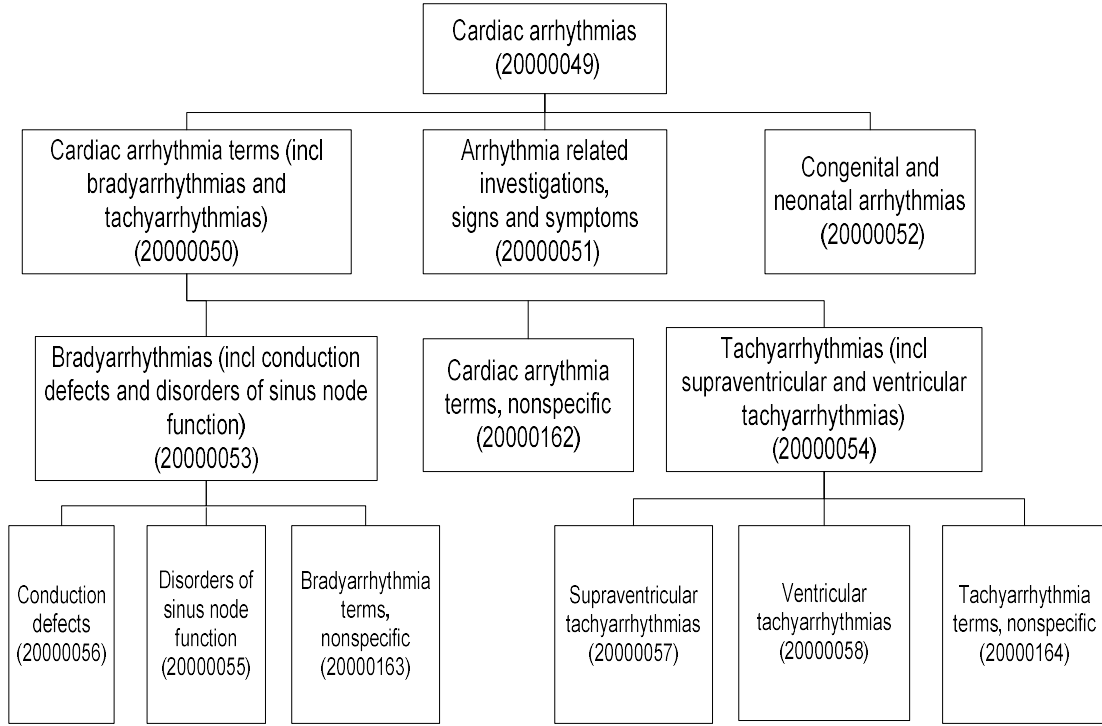 Cardiac arrhythmias
(20000049)
Cardiac arrhythmia terms (incl
bradyarrhythmias and
tachyarrhythmias)
(20000050)
Arrhythmia related
investigations,
signs and symptoms
(20000051)
Congenital and
neonatal arrhythmias
(20000052)
Bradyarrhythmias (incl conduction
defects and disorders of sinus node
function)
(20000053)
Cardiac arrythmia
terms, nonspecific
(20000162)
Tachyarrhythmias (incl
supraventricular and ventricular
tachyarrhythmias)
(20000054)
Conduction
defects
(20000056)
Disorders of
sinus node
function
(20000055)
Bradyarrhythmia
terms,
nonspecific
(20000163)
Supraventricular
tachyarrhythmias
(20000057)
Ventricular
tachyarrhythmias
(20000058)
Tachyarrhythmia
terms, nonspecific
(20000164)